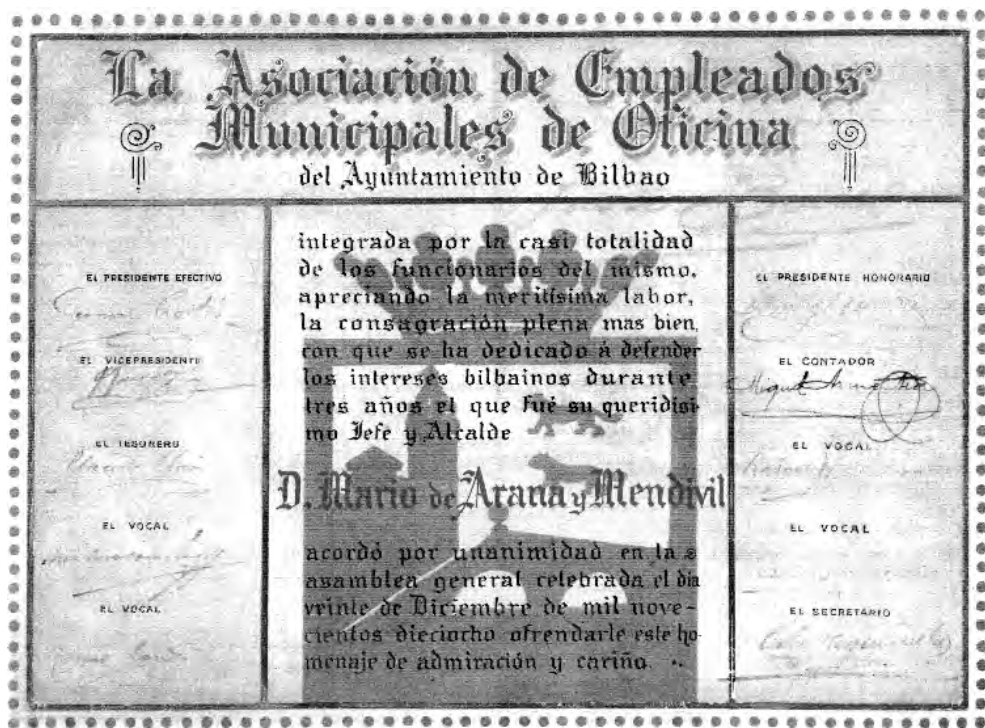 La Asociación de Empleados
Municipales de Oficina
del Ayuntamiento de Bilbao
EL PRESIDENTE EFECTIVO
EL VICEPRESIDENTE
EL TESORERO
EL VOCAL
EL VOCAL
integrada por la casi totalidad
de los funcionarios del mismo,
apreciando la meritísima labor,
la consagración plena mas bien,
con que se ha dedicado á defender
los intereses bilbainos durante
tres años el que fué su queridisi-
mo Jefe y Alcalde
D. Mario de Arana y Mendivil
acordó por unanimidad en la
asamblea general celebrada el dia
veinte de Diciembre de mil nove-
cientos dieciocho ofrendarle este ho-
menaje de admiración y cariño.
EL PRESIDENTE HONORARIO
EL CONTADOR
Miguel
EL VOCAL
EL VOCAL
EL SECRETARIO